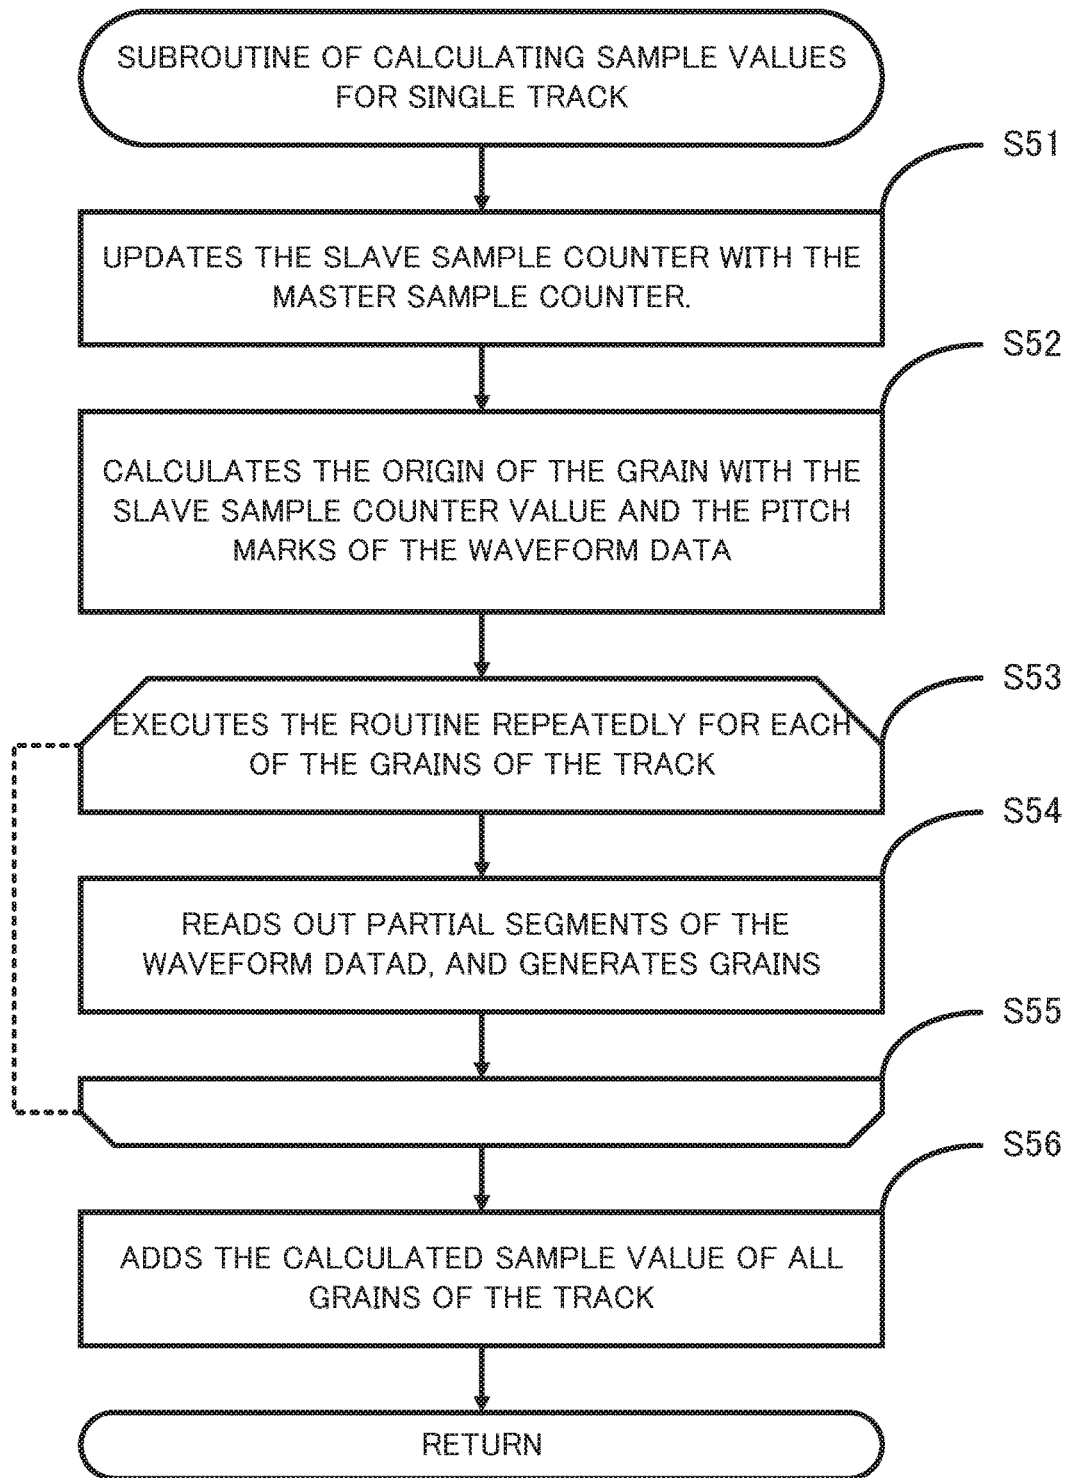 SUBROUTINE OF CALCULATING SAMPLE VALUES
FOR SINGLE TRACK
S51
UPDATES THE SLAVE SAMPLE COUNTER WITH THE
MASTER SAMPLE COUNTER.
S52
CALCULATES THE ORIGIN OF THE GRAIN WITH THE
SLAVE SAMPLE COUNTER VALUE AND THE PITCH
MARKS OF THE WAVEFORM DATA
S53
EXECUTES THE ROUTINE REPEATEDLY FOR EACH
OF THE GRAINS OF THE TRACK
S54
READS OUT PARTIAL SEGMENTS OF THE
WAVEFORM DATAD, AND GENERATES GRAINS
S55
S56
ADDS THE CALCULATED SAMPLE VALUE OF ALL
GRAINS OF THE TRACK
RETURN